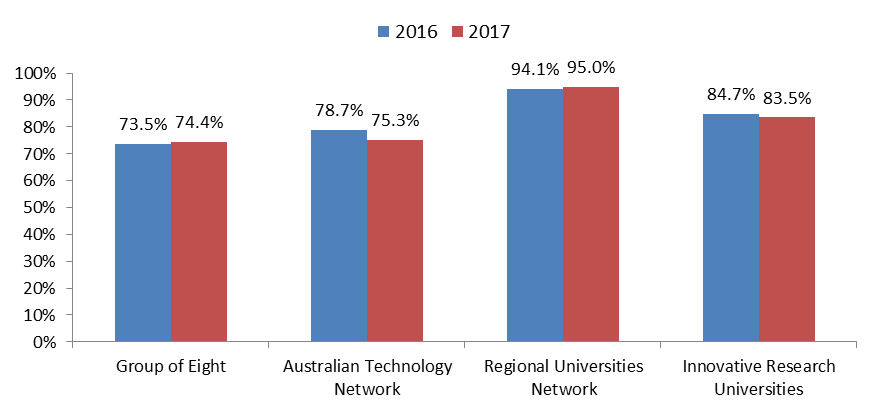 2016 2017
100%
90%
80%
70%
60%
50%
40%
30%
20%
10%
0%
73.5% 74.4%
78.7% 75.3%
94.1% 95.0%
84.7% 83.5%
Group of Eight
Australian Technology
Network
Regional Universities
Network
Innovative Research
Universities